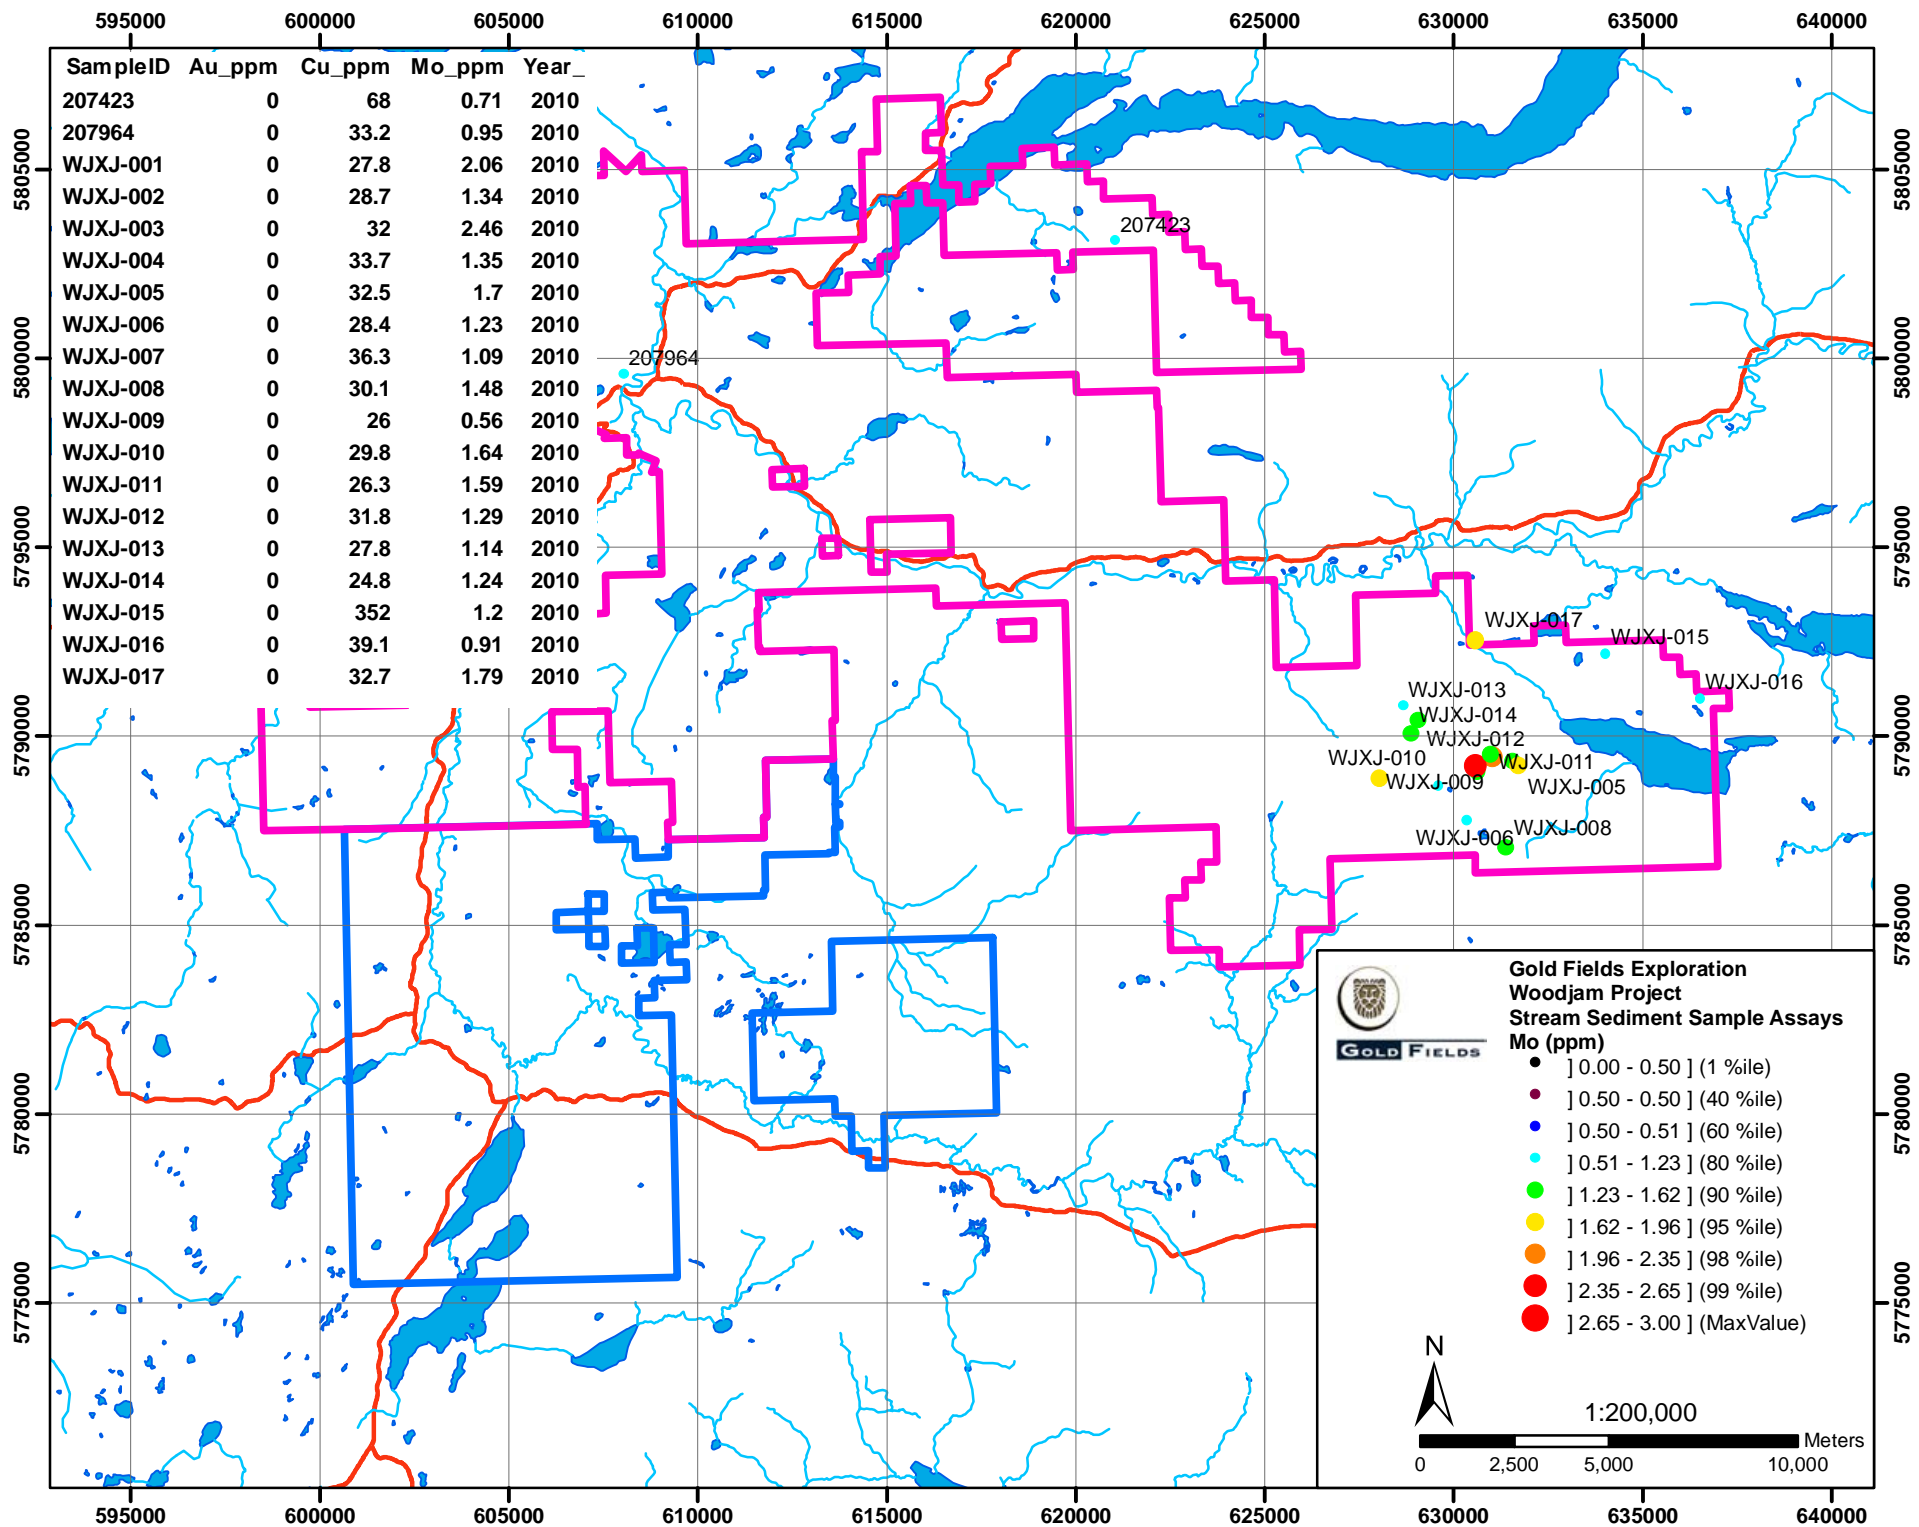 595000 600000 605000 610000 615000 620000 625000 630000 635000 640000
SampleID Au_ppm Cu_ppm Mo_ppm Year_
207423 0 68 0.71 2010
207964 0 33.2 0.95 2010
WJXJ-001 0 27.8 2.06 2010
WJXJ-002 0 28.7 1.34 2010
WJXJ-003 0 32 2.46 2010
WJXJ-004 0 33.7 1.35 2010
WJXJ-005 0 32.5 1.7 2010
WJXJ-006 0 28.4 1.23 2010
WJXJ-007 0 36.3 1.09 2010
WJXJ-008 0 30.1 1.48 2010
WJXJ-009 0 26 0.56 2010
WJXJ-010 0 29.8 1.64 2010
WJXJ-011 0 26.3 1.59 2010
WJXJ-012 0 31.8 1.29 2010
WJXJ-013 0 27.8 1.14 2010
WJXJ-014 0 24.8 1.24 2010
WJXJ-015 0 352 1.2 2010
WJXJ-016 0 39.1 0.91 2010
WJXJ-017 0 32.7 1.79 2010
5805000
5800000
5795000
5790000
5785000
5780000
5775000
5805000
5800000
5795000
5790000
5785000
5780000
5775000
207423
207964
WJXJ-017
WJXJ-015
WJXJ-016
WJXJ-013
WJXJ-014
WJXJ-012
WJXJ-010
WJXJ-011
WJXJ-009
WJXJ-005
WJXJ-008
WJXJ-006
GOLD FIELDS
Gold Fields Exploration
Woodjam Project
Stream Sediment Sample Assays
Mo (ppm)
] 0.00 - 0.50 ] (1 %ile)
] 0.50 - 0.50 ] (40 %ile)
] 0.50 - 0.51 ] (60 %ile)
] 0.51 - 1.23 ] (80 %ile)
] 1.23 - 1.62 ] (90 %ile)
] 1.62 - 1.96 ] (95 %ile)
] 1.96 - 2.35 ] (98 %ile)
] 2.35 - 2.65 ] (99 %ile)
] 2.65 - 3.00 ] (MaxValue)
N
1:200,000
Meters
0 2,500 5,000 10,000
595000 600000 605000 610000 615000 620000 625000 630000 635000 640000